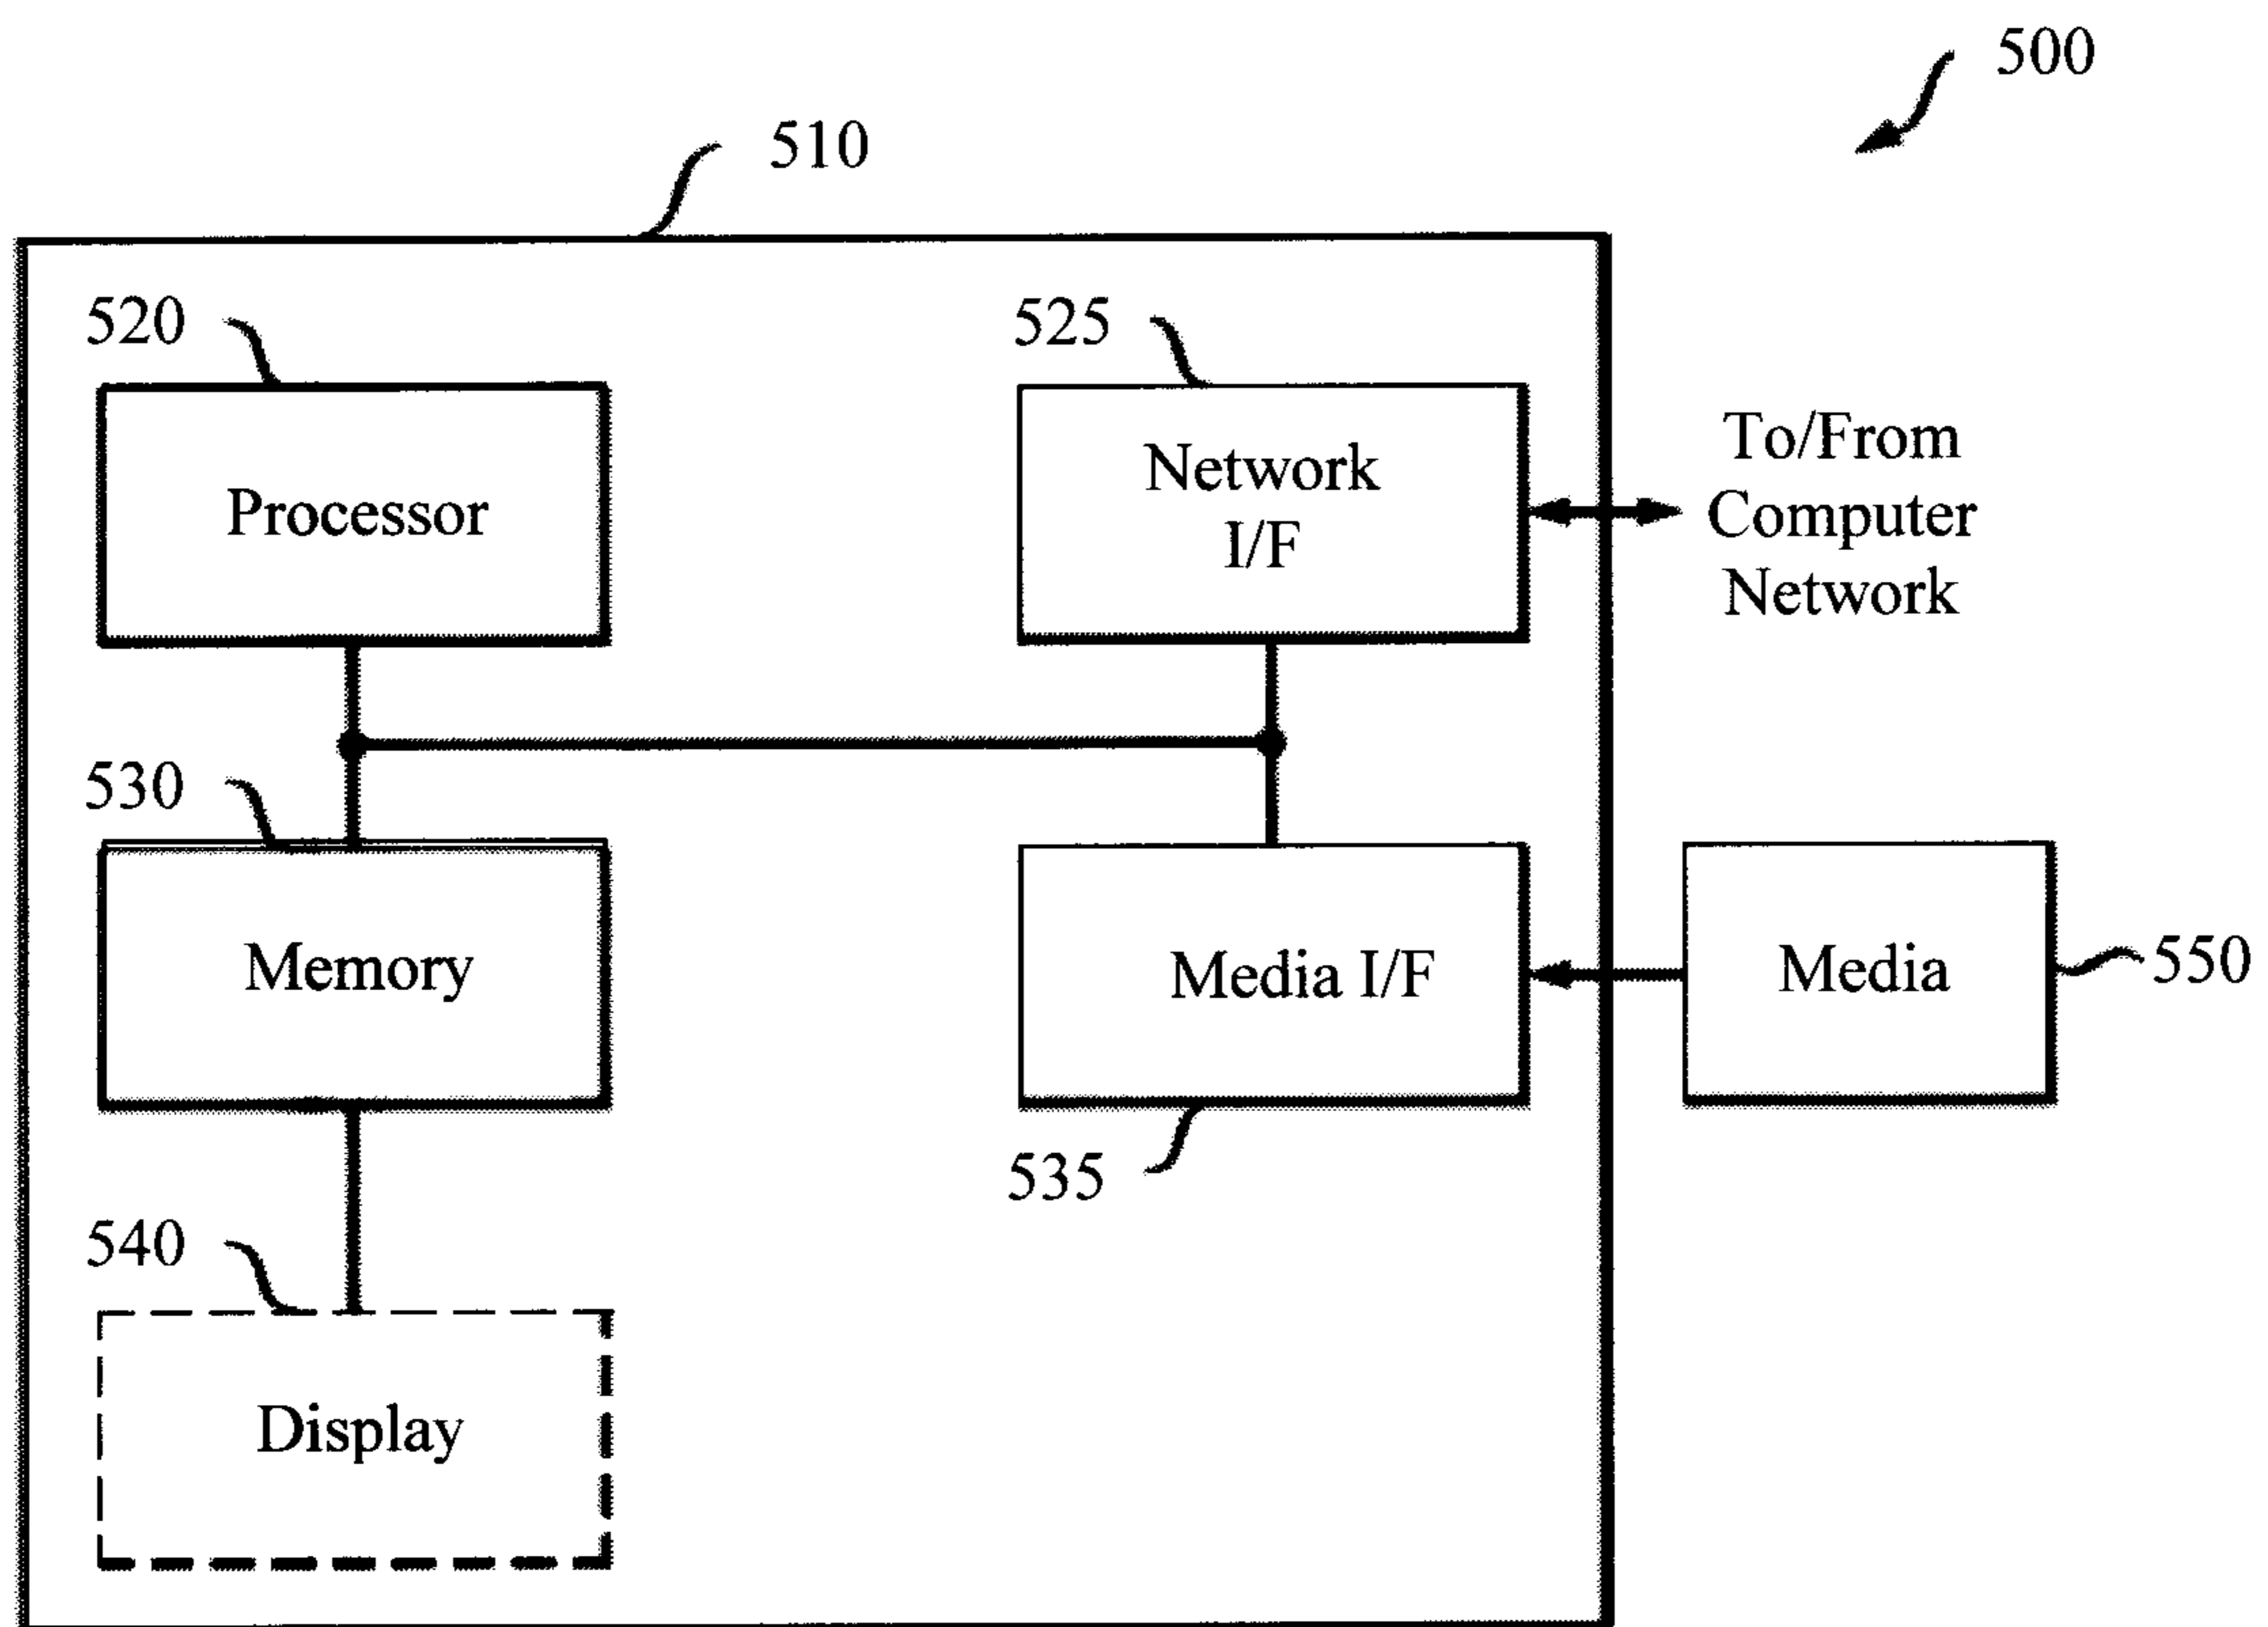 500
510
520
525
Processor
Network
I/F
To/From
Computer
Network
530
Memory
Media I/F
Media
550
535
540
Display